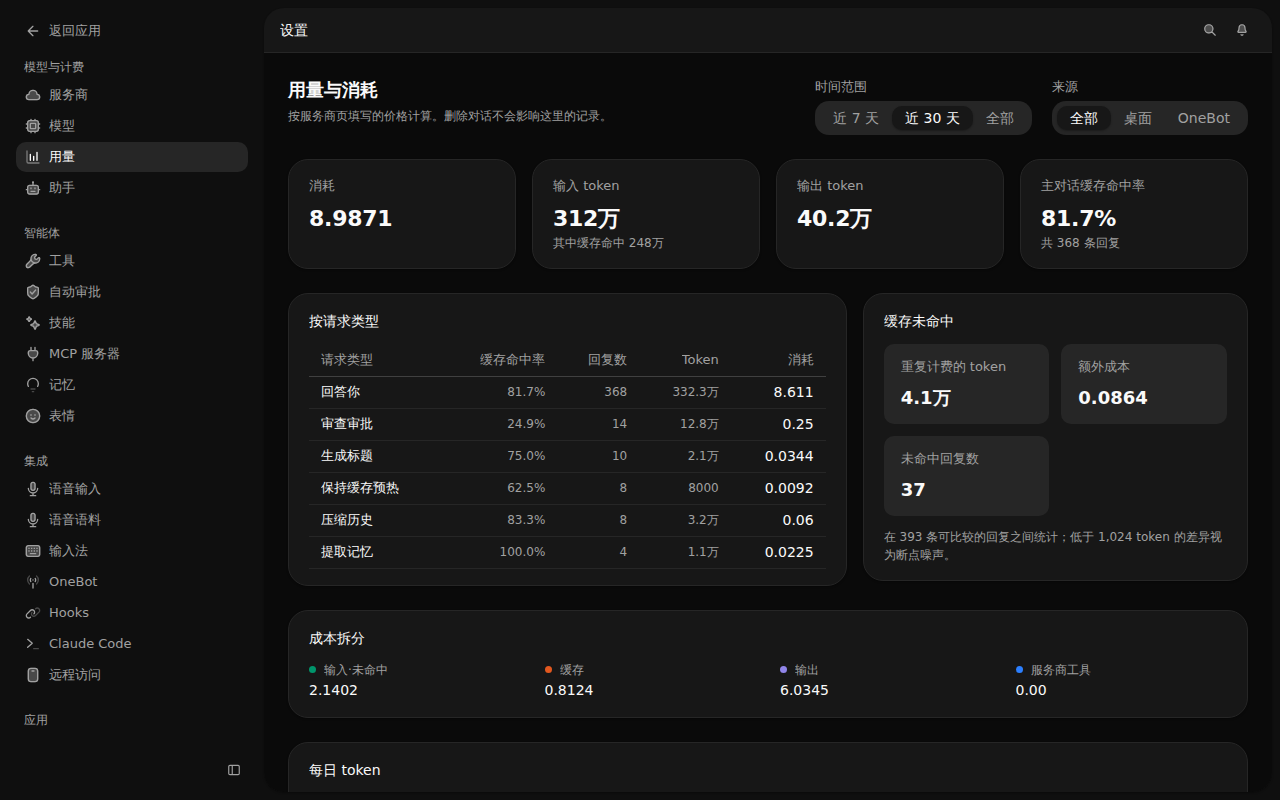 返回应用
模型与计费
服务商
模型
用量
助手
智能体
工具
自动审批
技能
MCP 服务器
记忆
表情
集成
语音输入
语音语料
输入法
OneBot
Hooks
Claude Code
远程访问
应用
设置
用量与消耗
按服务商页填写的价格计算。删除对话不会影响这里的记录。
时间范围
近 7 天 近 30 天 全部
来源
全部 桌面 OneBot
消耗
8.9871
输入 token
312万
其中缓存命中 248万
输出 token
40.2万
主对话缓存命中率
81.7%
共 368 条回复
按请求类型
请求类型 缓存命中率 回复数 Token 消耗
回答你 81.7% 368 332.3万 8.611
审查审批 24.9% 14 12.8万 0.25
生成标题 75.0% 10 2.1万 0.0344
保持缓存预热 62.5% 8 8000 0.0092
压缩历史 83.3% 8 3.2万 0.06
提取记忆 100.0% 4 1.1万 0.0225
缓存未命中
重复计费的 token
4.1万
额外成本
0.0864
未命中回复数
37
在 393 条可比较的回复之间统计；低于 1,024 token 的差异视
为断点噪声。
成本拆分
输入·未命中
2.1402
缓存
0.8124
输出
6.0345
服务商工具
0.00
每日 token